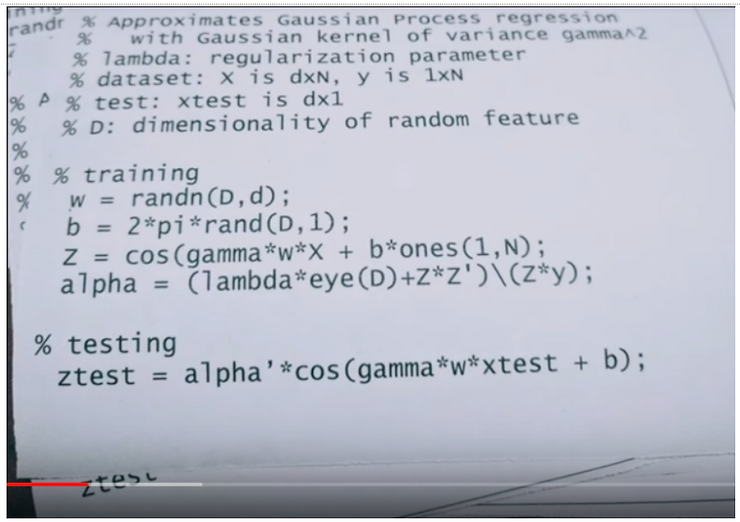 randr
% Approximates Gaussian Process regression
% with Gaussian kernel of variance gamma^2
% lambda: regularization parameter
% dataset: X is dxN, y is 1xN
% test: xtest is dx1
% D: dimensionality of random feature
%
%
%
%
% training
w = randn(D,d);
b = 2*pi*rand(D,1);
Z = cos(gamma*w*X + b*ones(1,N);
alpha = (lambda*eye(D)+Z*Z')\(Z*y);
% testing
ztest = alpha'*cos(gamma*w*xtest + b);
ztest